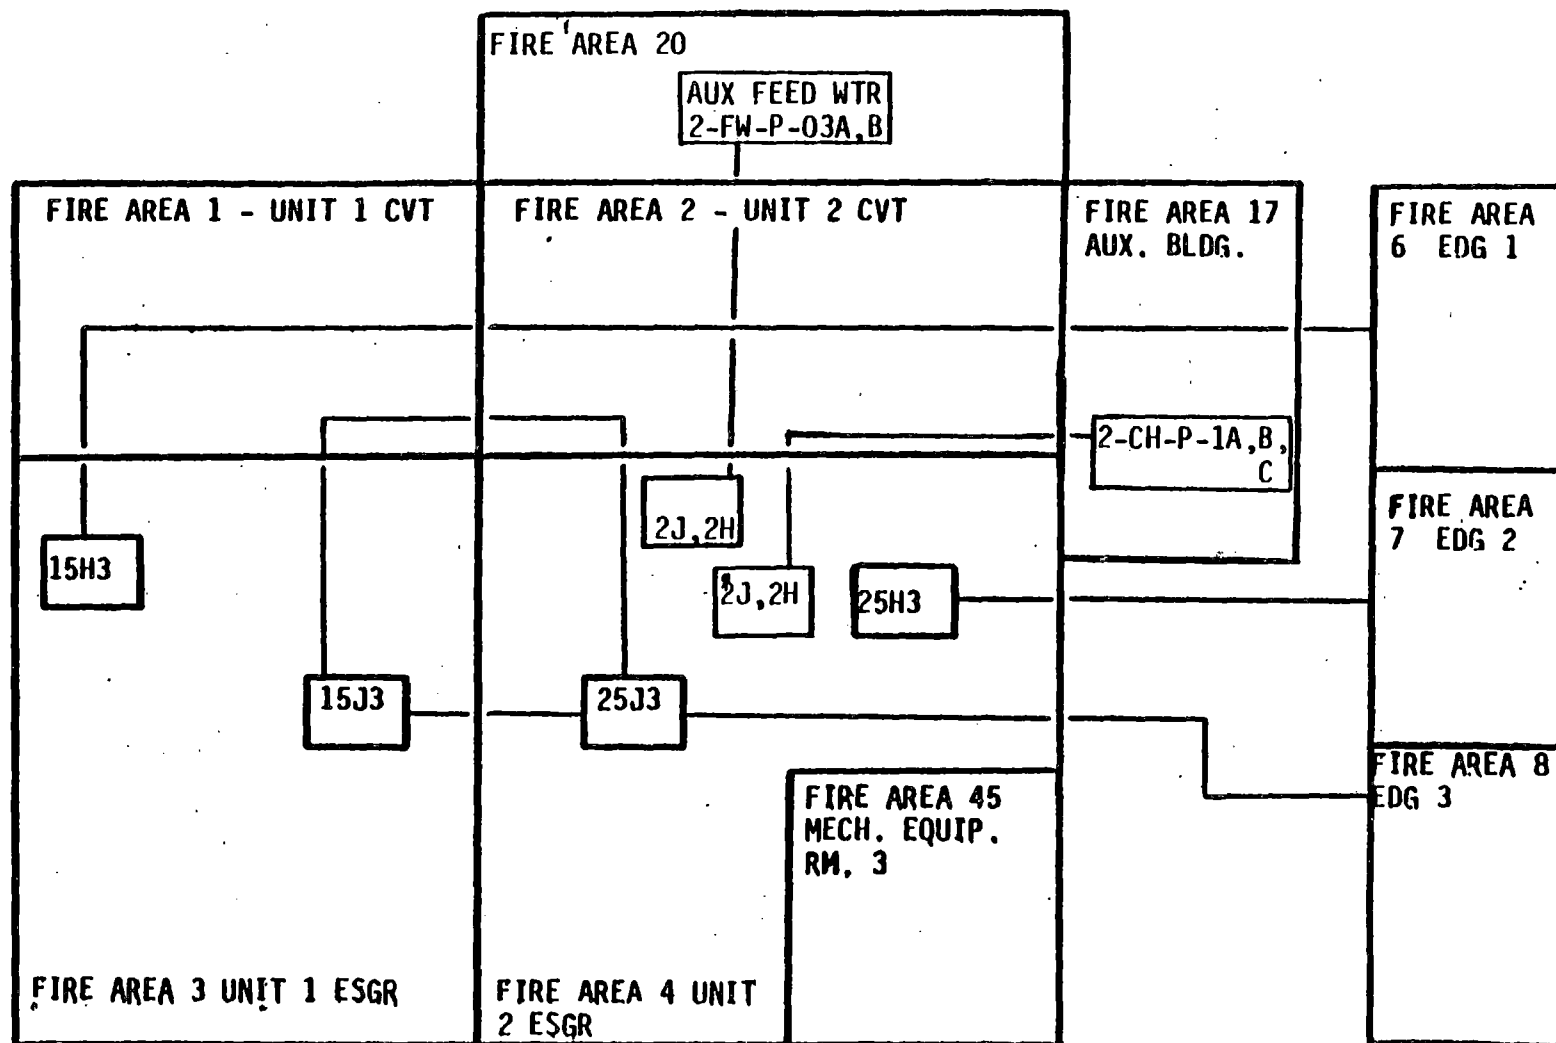 FIRE AREA 20
AUX FEED WTR
2-FW-P-03A,B
FIRE AREA 1 - UNIT 1 CVT
FIRE AREA 2 - UNIT 2 CVT
FIRE AREA 17
AUX. BLDG.
FIRE AREA
6 EDG 1
2-CH-P-1A,B,
C
2J,2H
FIRE AREA
7 EDG 2
15H3
2J,2H
25H3
15J3
25J3
FIRE AREA 45
MECH. EQUIP.
RM. 3
FIRE AREA 8
EDG 3
FIRE AREA 3 UNIT 1 ESGR
FIRE AREA 4 UNIT
2 ESGR